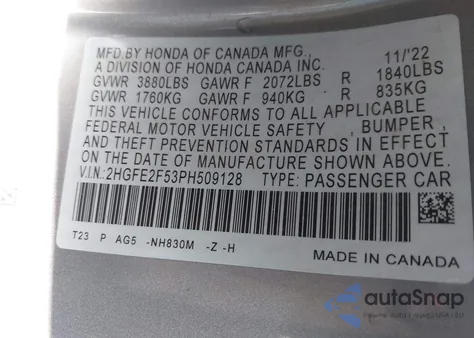 MFD.BY HONDA OF CANADA MFG., 11/'22
A DIVISION OF HONDA CANADA INC.
GVWR 3880LBS GAWR F 2072LBS R 1840LBS
GVWR 1760KG GAWR F 940KG R 835KG
THIS VEHICLE CONFORMS TO ALL APPLICABLE
FEDERAL MOTOR VEHICLE SAFETY , BUMPER,
AND THEFT PREVENTION STANDARDS IN EFFECT
ON THE DATE OF MANUFACTURE SHOWN ABOVE.
V.I.N.:2HGFE2F53PH509128 TYPE: PASSENGER CAR
T23 P AG5 -NH830M -Z -H
MADE IN CANADA
autoSnap